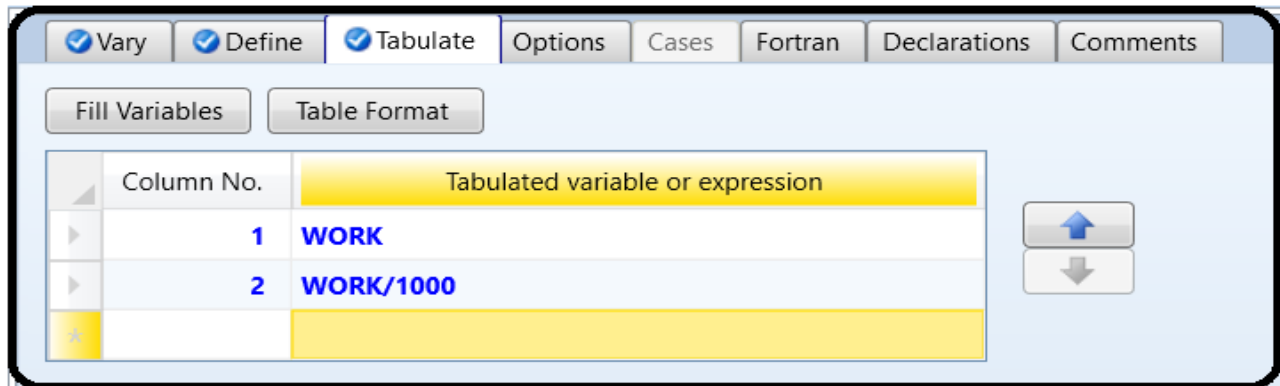 Vary Define Tabulate Options Cases Fortran Declarations Comments
Fill Variables Table Format
Column No. Tabulated variable or expression
1 WORK
2 WORK/1000
*